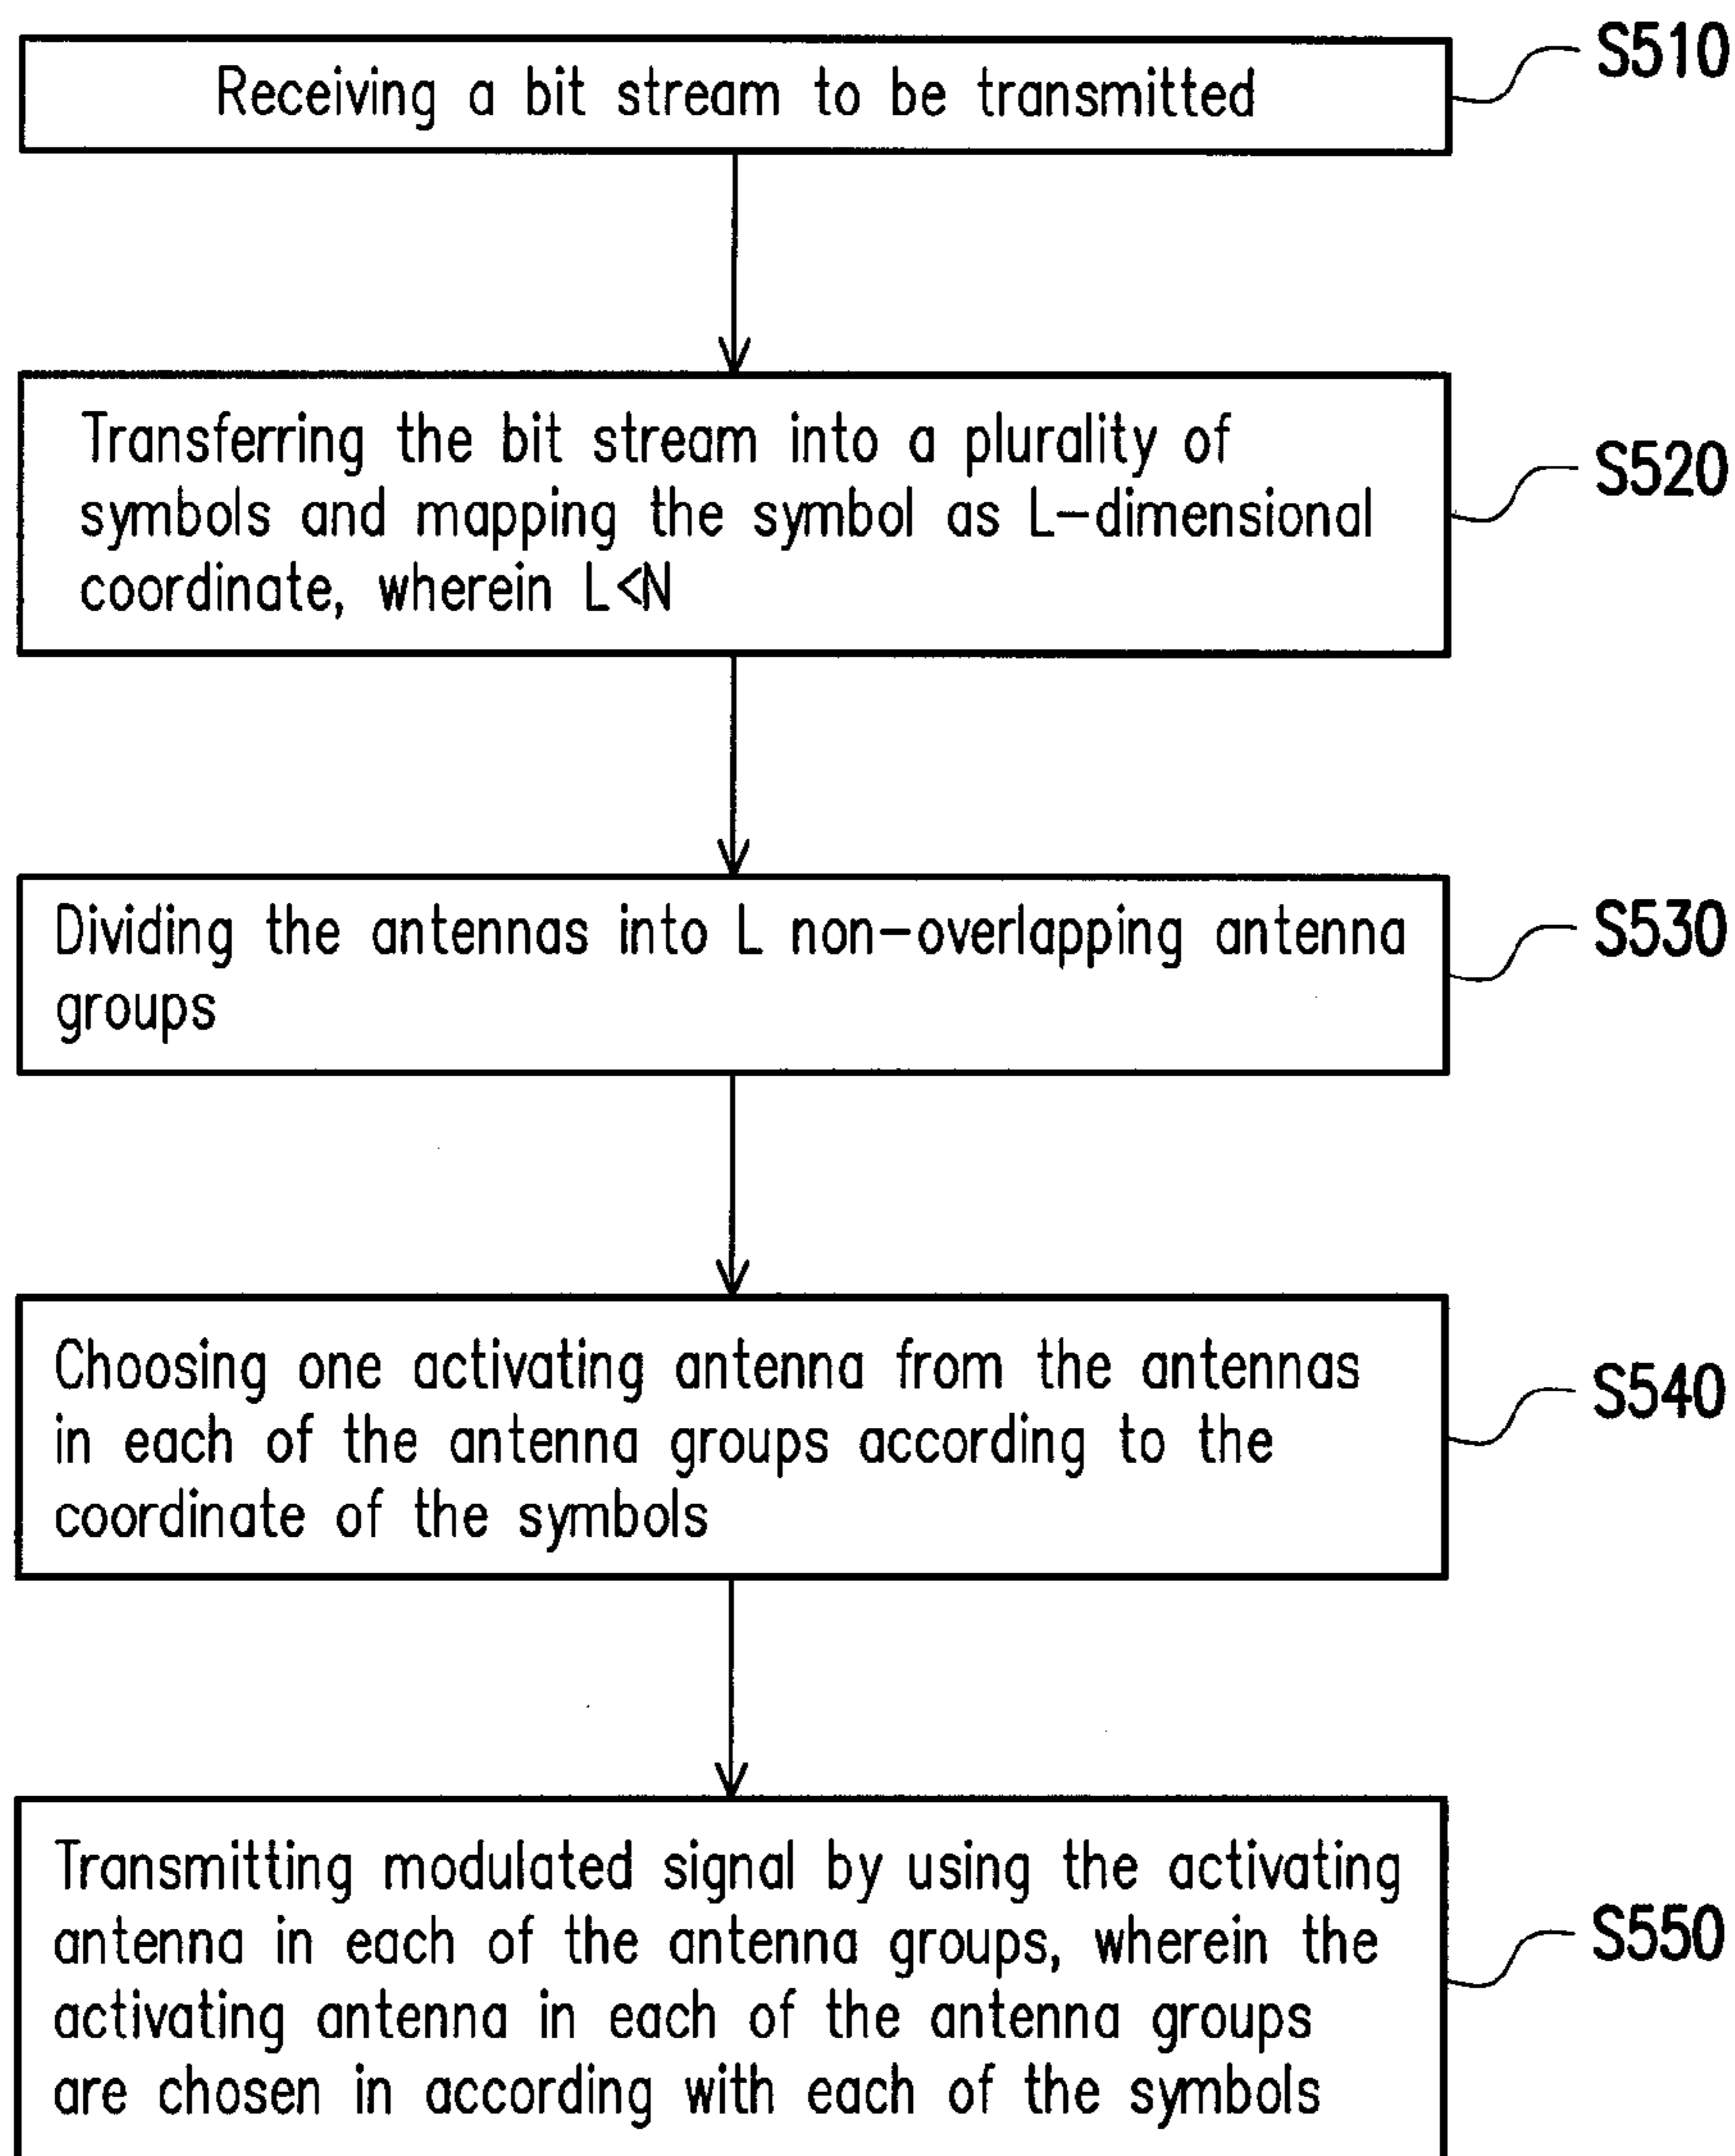 Receiving a bit stream to be transmitted
S510
Transferring the bit stream into a plurality of
symbols and mapping the symbol as L-dimensional
coordinate, wherein L<N
S520
Dividing the antennas into L non-overlapping antenna
groups
S530
Choosing one activating antenna from the antennas
in each of the antenna groups according to the
coordinate of the symbols
S540
Transmitting modulated signal by using the activating
antenna in each of the antenna groups, wherein the
activating antenna in each of the antenna groups
are chosen in according with each of the symbols
S550